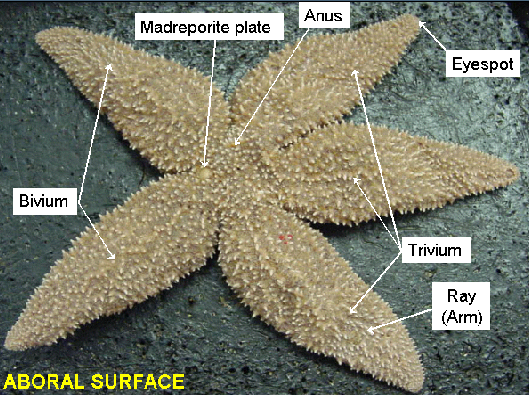 Anus
Madreporite plate
Eyespot
Bivium
Trivium
Ray
(Arm)
ABORAL SURFACE